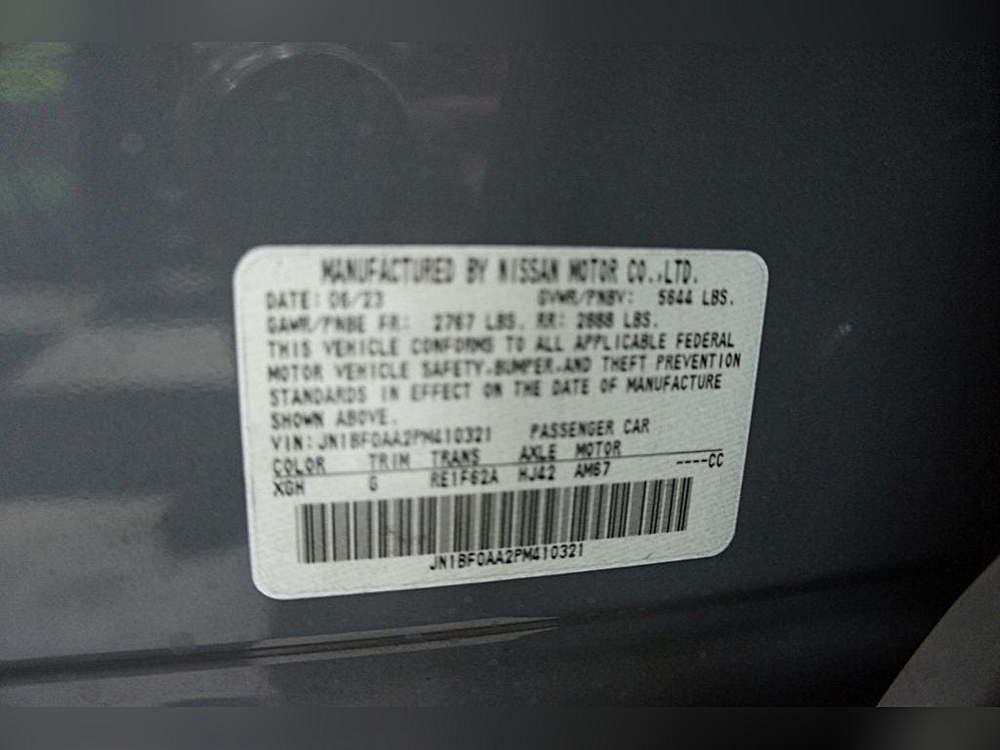 MANUFACTURED BY NISSAN MOTOR CO.,LTD.
DATE: 06/23 GVWR/PNBV: 5644 LBS.
GAWR/PNBE FR: 2767 LBS. RR: 2888 LBS.
THIS VEHICLE CONFORMS TO ALL APPLICABLE FEDERAL
MOTOR VEHICLE SAFETY,BUMPER,AND THEFT PREVENTION
STANDARDS IN EFFECT ON THE DATE OF MANUFACTURE
SHOWN ABOVE.
VIN:JN1BF0AA2PM410321 PASSENGER CAR
COLOR TRIM TRANS AXLE MOTOR
XGH G RE1F62A HJ42 AM67 ----CC
JN1BF0AA2PM410321